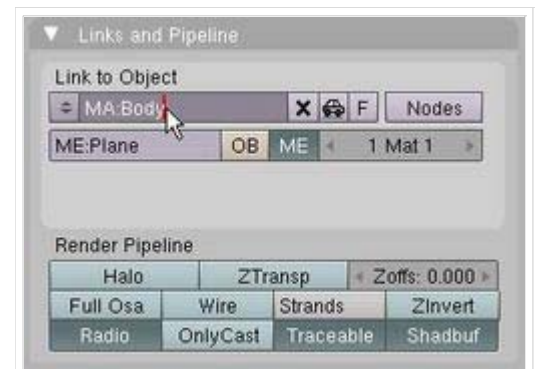 Links and Pipeline
Link to Object
MA:Body F Nodes
ME:Plane OB ME 1 Mat 1
Render Pipeline
Halo ZTransp Zoffs: 0.000
Full Osa Wire Strands ZInvert
Radio OnlyCast Traceable Shadbuf